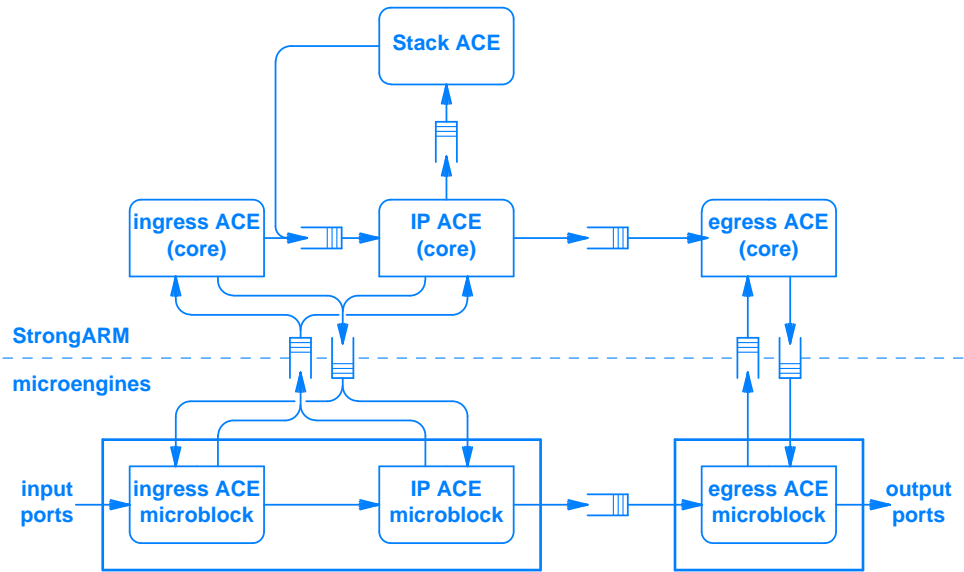 Stack ACE
ingress ACE
(core)
IP ACE
(core)
egress ACE
(core)
StrongARM
microengines
input
ports
ingress ACE
microblock
IP ACE
microblock
egress ACE
microblock
output
ports